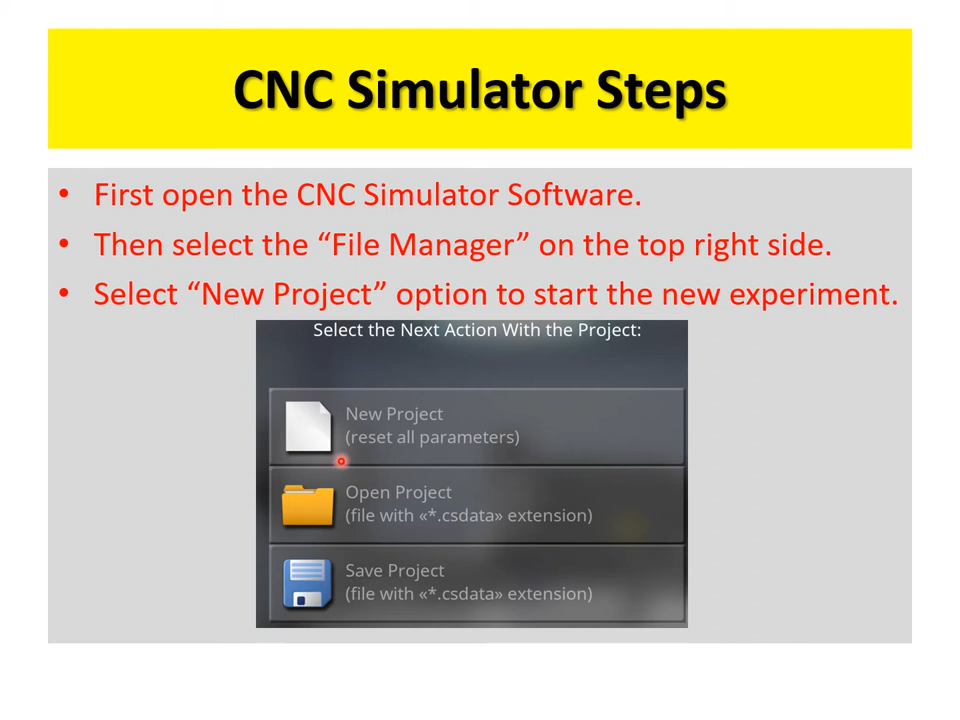 CNC Simulator Steps
• First open the CNC Simulator Software.
• Then select the “File Manager” on the top right side.
• Select “New Project” option to start the new experiment.
Select the Next Action With the Project:
New Project
(reset all parameters)
Open Project
(file with «*.csdata» extension)
Save Project
(file with «*.csdata» extension)